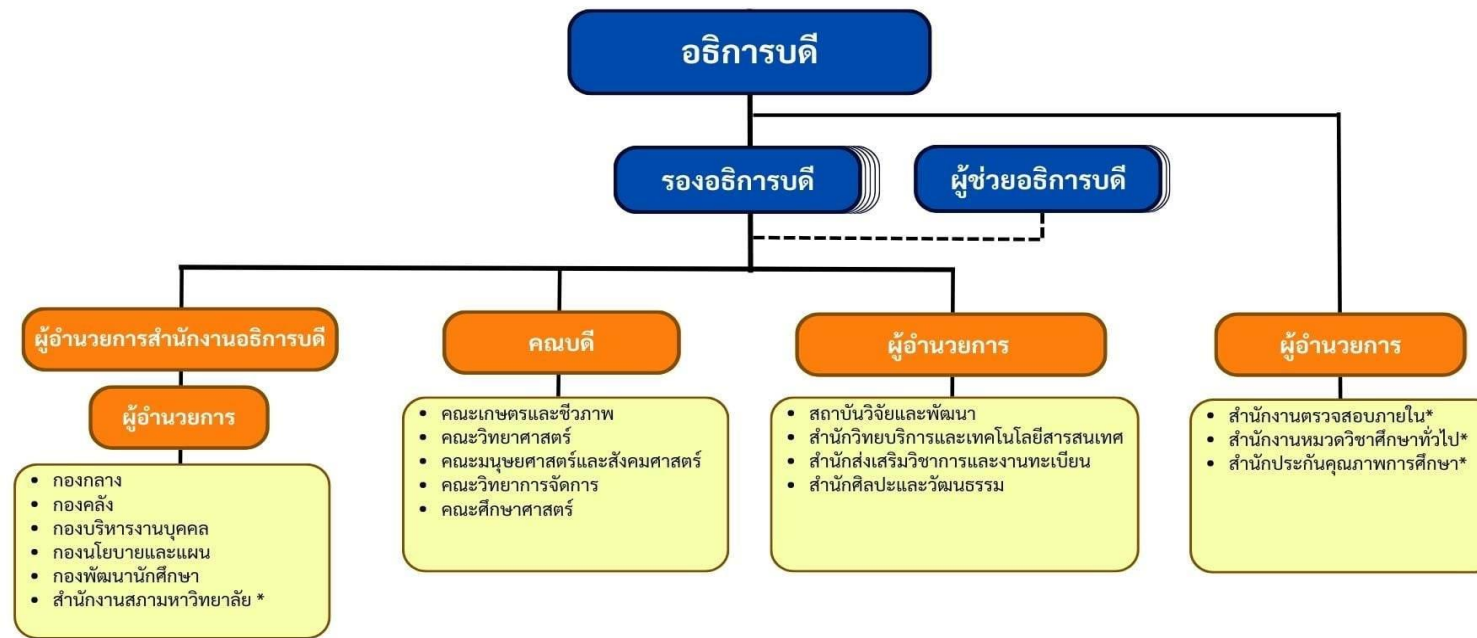 อธิการบดี
รองอธิการบดี
ผู้ช่วยอธิการบดี
ผู้อำนวยการสำนักงานอธิการบดี
ผู้อำนวยการ
• กองกลาง
• กองคลัง
• กองบริหารงานบุคคล
• กองนโยบายและแผน
• กองพัฒนานักศึกษา
• สำนักงานสภามหาวิทยาลัย *
คณบดี
• คณะเกษตรและชีวภาพ
• คณะวิทยาศาสตร์
• คณะมนุษยศาสตร์และสังคมศาสตร์
• คณะวิทยาการจัดการ
• คณะศึกษาศาสตร์
ผู้อำนวยการ
• สถาบันวิจัยและพัฒนา
• สำนักวิทยบริการและเทคโนโลยีสารสนเทศ
• สำนักส่งเสริมวิชาการและงานทะเบียน
• สำนักศิลปะและวัฒนธรรม
ผู้อำนวยการ
• สำนักงานตรวจสอบภายใน*
• สำนักงานหมวดวิชาศึกษาทั่วไป*
• สำนักประกันคุณภาพการศึกษา*